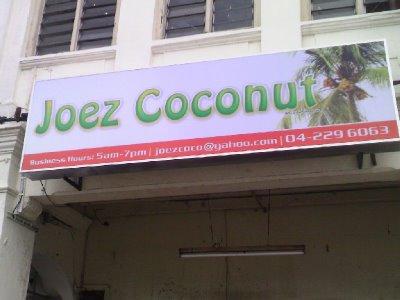 Joez Coconut
Business Hours: 5am-7pm | joezcoco@yahoo.com | 04-229 6063